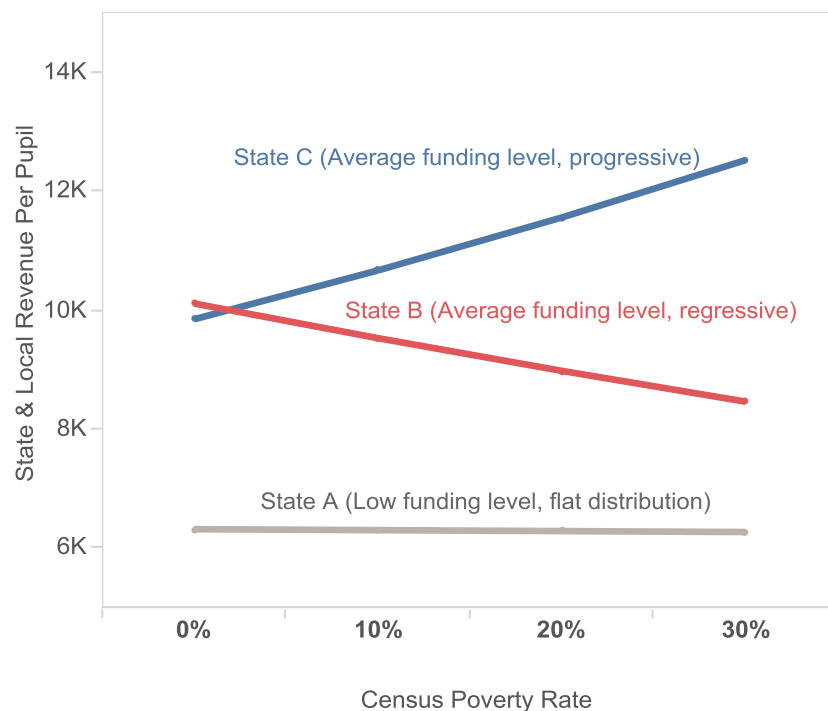 14K
12K
10K
8K
6K
State & Local Revenue Per Pupil
State C (Average funding level, progressive)
State B (Average funding level, regressive)
State A (Low funding level, flat distribution)
0%
10%
20%
30%
Census Poverty Rate